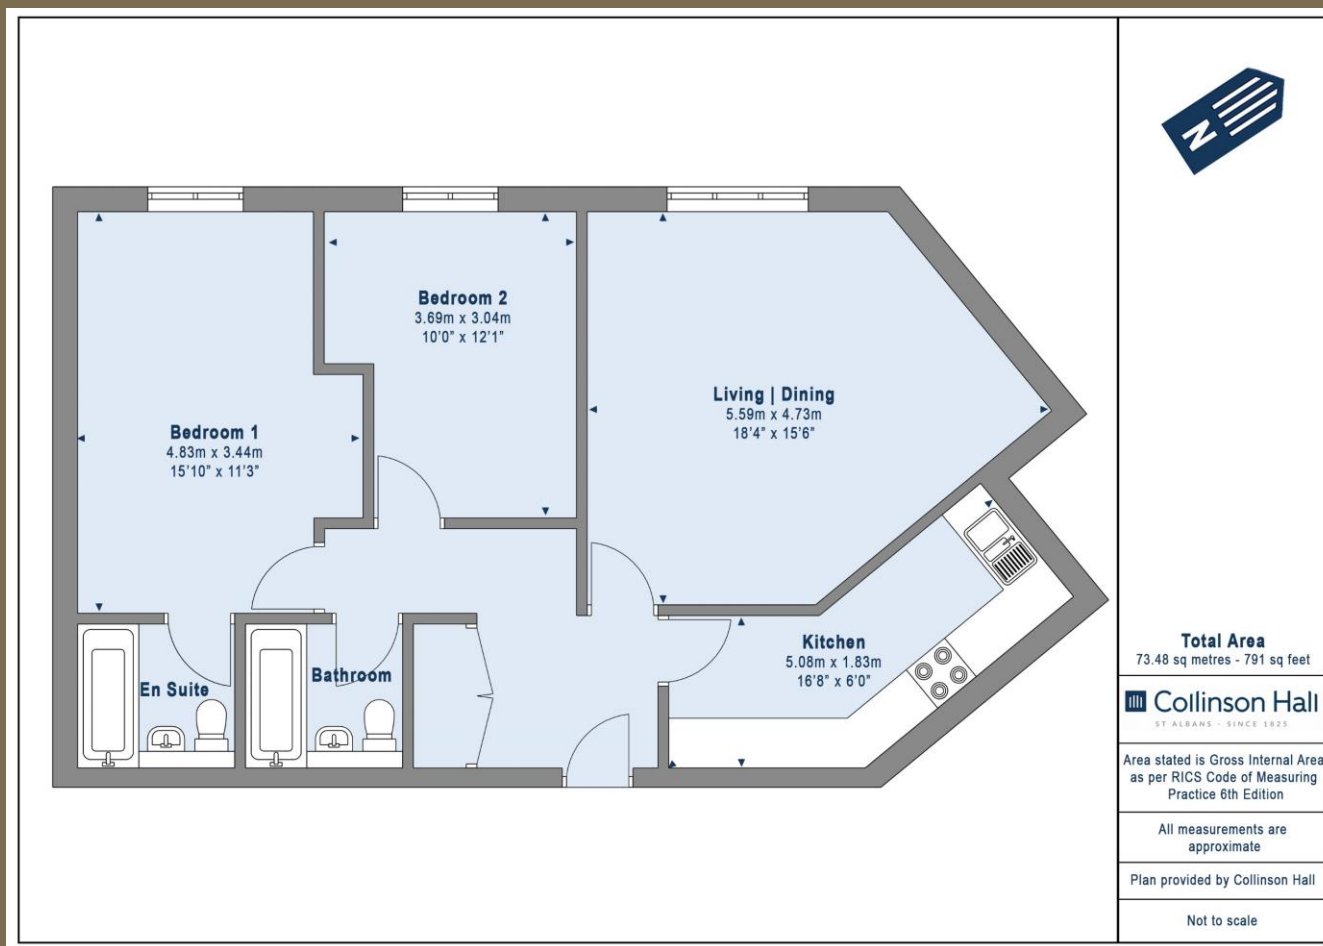 Bedroom 1
4.83m x 3.44m
15'10" x 11'3"
Bedroom 2
3.69m x 3.04m
10'0" x 12'1"
Living | Dining
5.59m x 4.73m
18'4" x 15'6"
Kitchen
5.08m x 1.83m
16'8" x 6'0"
En Suite
Bathroom
N
Total Area
73.48 sq metres - 791 sq feet
Collinson Hall
ST ALBANS - SINCE 1825
Area stated is Gross Internal Area
as per RICS Code of Measuring
Practice 6th Edition
All measurements are
approximate
Plan provided by Collinson Hall
Not to scale